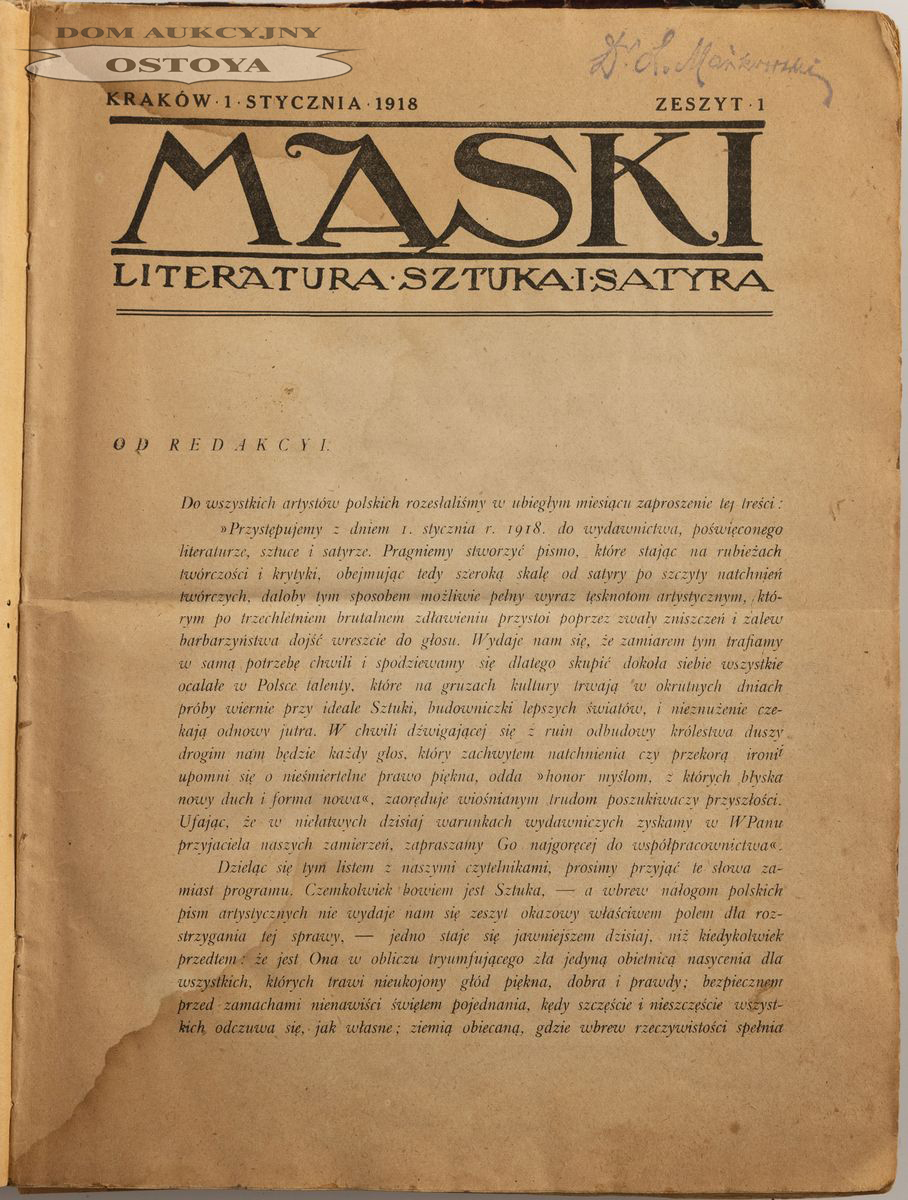 DOM AUKCYJNY
OSTOYA
Dr. L. Mańkowski
KRAKÓW · 1 · STYCZNIA · 1918
ZESZYT · 1
MASKI
LITERATURA · SZTUKA · I · SATYRA
OD REDAKCYI.
Do wszystkich artystów polskich rozesłaliśmy w ubiegłym miesiącu zaproszenie tej treści:
»Przystępujemy z dniem 1. stycznia r. 1918. do wydawnictwa, poświęconego
literaturze, sztuce i satyrze. Pragniemy stworzyć pismo, które stając na rubieżach
twórczości i krytyki, obejmując tedy szeroką skalę od satyry po szczyty natchnień
twórczych, dałoby tym sposobem możliwie pełny wyraz tęsknotom artystycznym, któ-
rym po trzechletniem brutalnem zdławieniu przystoi poprzez zwały zniszczeń i zalew
barbarzyństwa dojść wreszcie do głosu. Wydaje nam się, że zamiarem tym trafiamy
w samą potrzebę chwili i spodziewamy się dlatego skupić dokoła siebie wszystkie
ocalałe w Polsce talenty, które na gruzach kultury trwają w okrutnych dniach
próby wiernie przy ideale Sztuki, budowniczki lepszych światów, i nieznużenie cze-
kają odnowy jutra. W chwili dźwigającej się z ruin odbudowy królestwa duszy
drogim nam będzie każdy głos, który zachwytem natchnienia czy przekorą ironii
upomni się o nieśmiertelne prawo piękna, odda »honor myślom, z których błyska
nowy duch i forma nowa«, zaoręduje wiośnianym trudom poszukiwaczy przyszłości.
Ufając, że w niełatwych dzisiaj warunkach wydawniczych zyskamy w WPanu
przyjaciela naszych zamierzeń, zapraszamy Go najgoręcej do współpracownictwa«.
Dzieląc się tym listem z naszymi czytelnikami, prosimy przyjąć te słowa za-
miast programu. Czemkolwiek bowiem jest Sztuka, — a wbrew nałogom polskich
pism artystycznych nie wydaje nam się zeszyt okazowy właściwem polem dla roz-
strzygania tej sprawy, — jedno staje się jawniejszem dzisiaj, niż kiedykolwiek
przedtem: że jest Ona w obliczu tryumfującego zła jedyną obietnicą nasycenia dla
wszystkich, których trawi nieukojony głód piękna, dobra i prawdy; bezpiecznem
przed zamachami nienawiści świętem pojednania, kędy szczęście i nieszczęście wszyst-
kich odczuwa się, jak własne; ziemią obiecaną, gdzie wbrew rzeczywistości spełnia